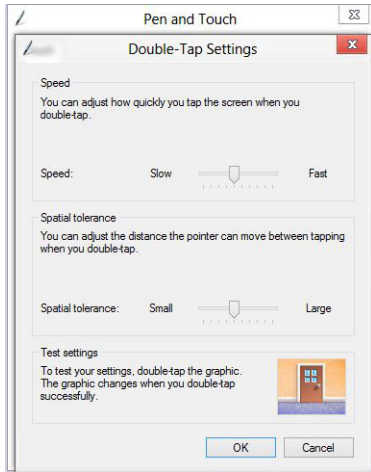 Pen and Touch
Double-Tap Settings
Speed
You can adjust how quickly you tap the screen when you
double-tap.
Speed: Slow Fast
Spatial tolerance
You can adjust the distance the pointer can move between tapping
when you double-tap.
Spatial tolerance: Small Large
Test settings
To test your settings, double-tap the graphic.
The graphic changes when you double-tap
successfully.
OK Cancel